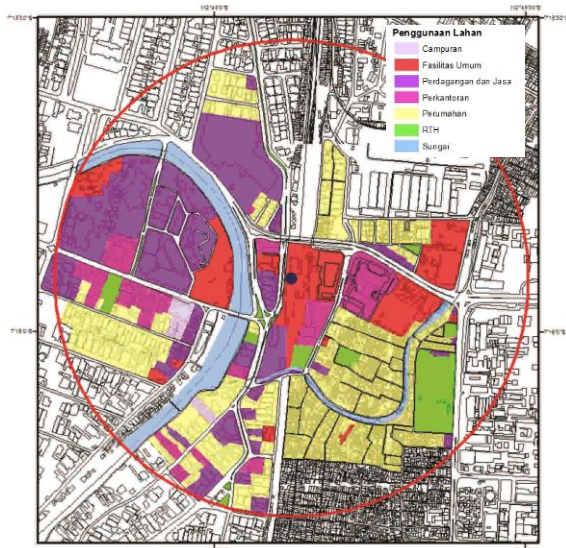 Penggunaan Lahan
Campuran
Fasilitas Umum
Perdagangan dan Jasa
Perkantoran
Perumahan
RTH
Sungai